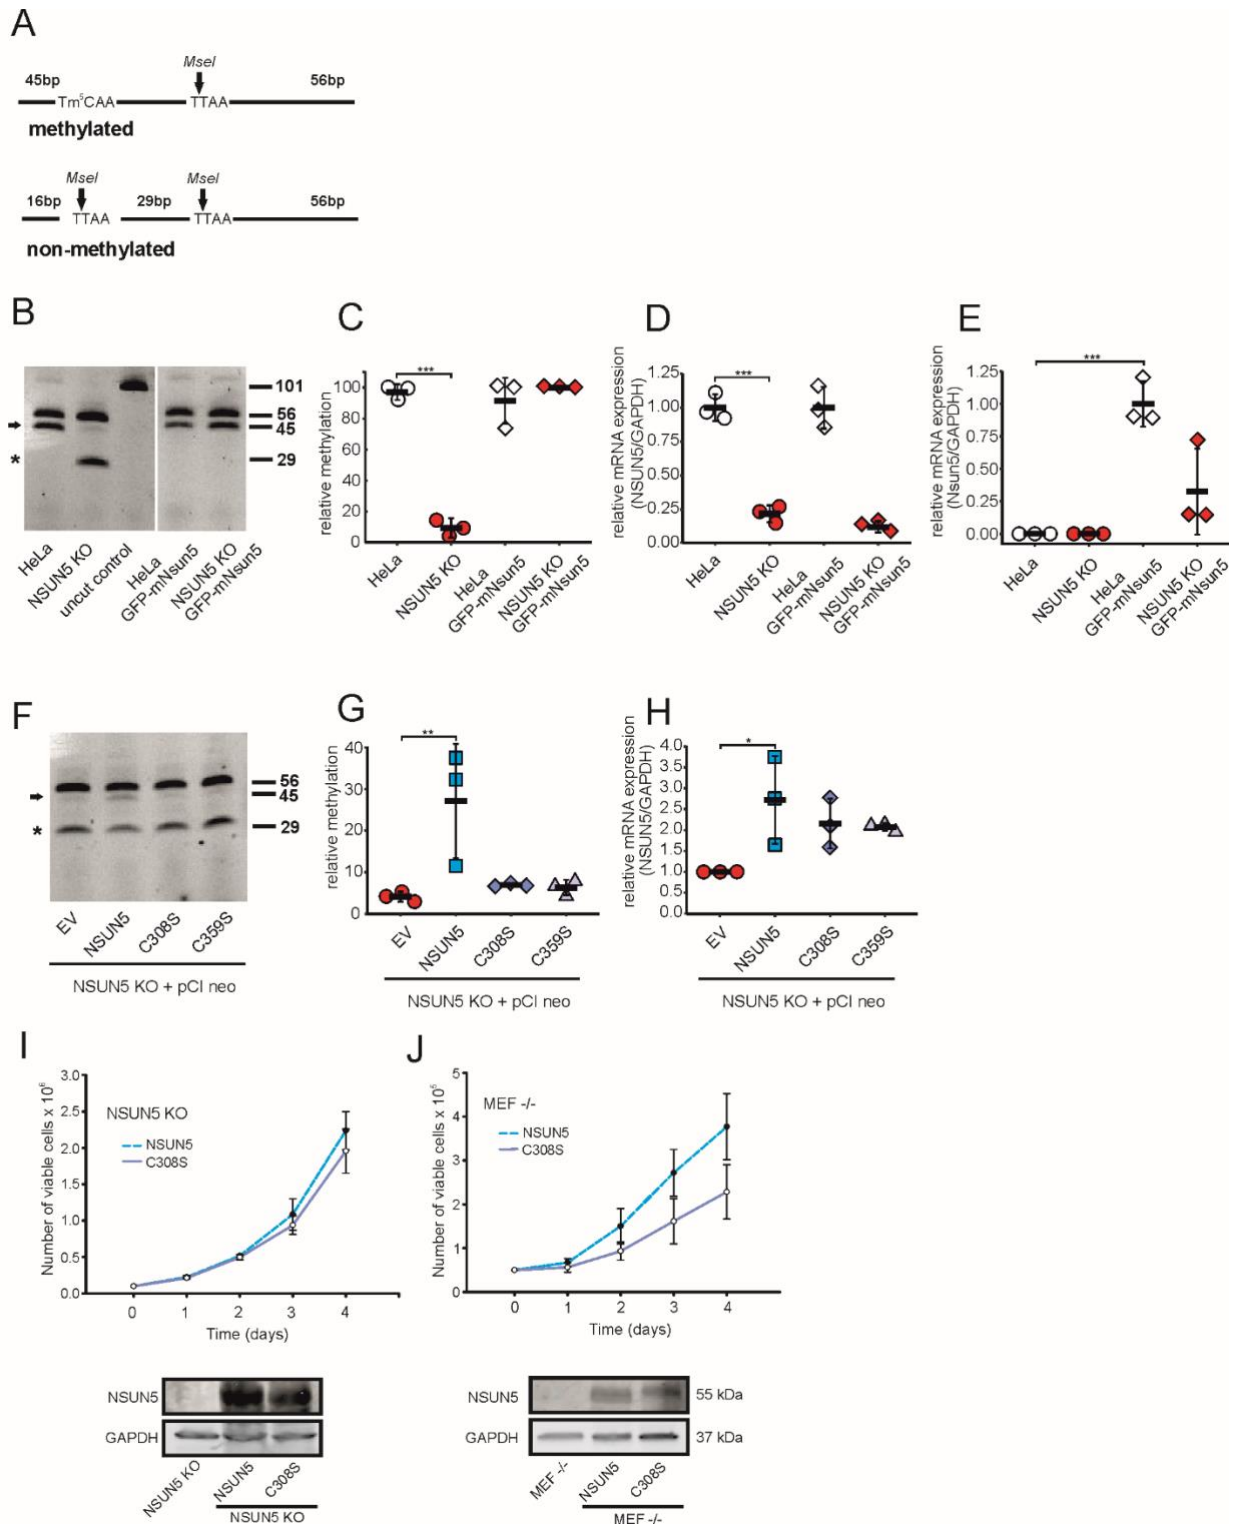 A
MseI
45bp
56bp
Tm⁵CAA
TTAA
methylated
MseI
MseI
16bp
29bp
56bp
TTAA
TTAA
non-methylated
B
101
56
45
*
29
HeLa
NSUN5 KO
uncut control
HeLa
GFP-mNsun5
NSUN5 KO
GFP-mNsun5
C
relative methylation
100
80
60
40
20
0
***
HeLa
NSUN5 KO
HeLa
GFP-mNsun5
NSUN5 KO
GFP-mNsun5
D
relative mRNA expression
(NSUN5/GAPDH)
1.25
1.00
0.75
0.50
0.25
0.00
***
HeLa
NSUN5 KO
HeLa
GFP-mNsun5
NSUN5 KO
GFP-mNsun5
E
relative mRNA expression
(Nsun5/GAPDH)
1.25
1.00
0.75
0.50
0.25
0.00
***
HeLa
NSUN5 KO
HeLa
GFP-mNsun5
NSUN5 KO
GFP-mNsun5
F
56
45
*
29
EV
NSUN5
C308S
C359S
NSUN5 KO + pCI neo
G
relative methylation
40
30
20
10
0
**
EV
NSUN5
C308S
C359S
NSUN5 KO + pCI neo
H
relative mRNA expression
(NSUN5/GAPDH)
4.0
3.5
3.0
2.5
2.0
1.5
1.0
0.5
0.0
*
EV
NSUN5
C308S
C359S
NSUN5 KO + pCI neo
I
Number of viable cells x 10⁶
3.0
2.5
2.0
1.5
1.0
0.5
0.0
NSUN5 KO
NSUN5
C308S
0 1 2 3 4
Time (days)
NSUN5
GAPDH
NSUN5 KO
NSUN5
C308S
NSUN5 KO
J
Number of viable cells x 10⁵
5
4
3
2
1
0
MEF -/-
NSUN5
C308S
0 1 2 3 4
Time (days)
NSUN5
55 kDa
GAPDH
37 kDa
MEF -/-
NSUN5
C308S
MEF -/-